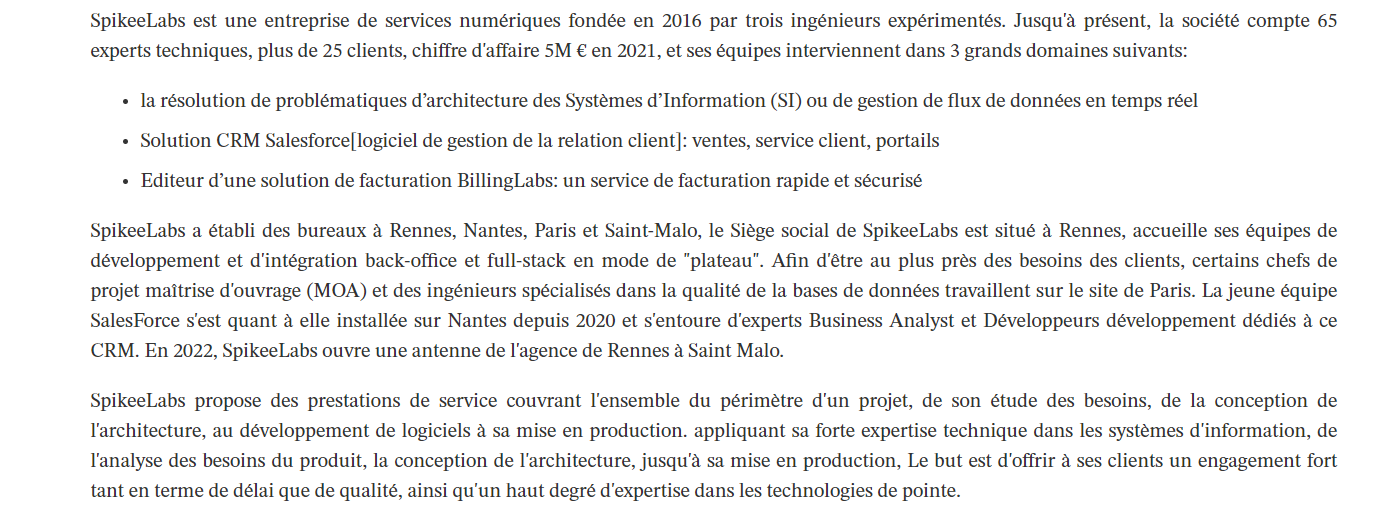 SpikeeLabs est une entreprise de services numériques fondée en 2016 par trois ingénieurs expérimentés. Jusqu'à présent, la société compte 65
experts techniques, plus de 25 clients, chiffre d'affaire 5M € en 2021, et ses équipes interviennent dans 3 grands domaines suivants:
• la résolution de problématiques d’architecture des Systèmes d’Information (SI) ou de gestion de flux de données en temps réel
• Solution CRM Salesforce[logiciel de gestion de la relation client]: ventes, service client, portails
• Editeur d’une solution de facturation BillingLabs: un service de facturation rapide et sécurisé
SpikeeLabs a établi des bureaux à Rennes, Nantes, Paris et Saint-Malo, le Siège social de SpikeeLabs est situé à Rennes, accueille ses équipes de
développement et d'intégration back-office et full-stack en mode de "plateau". Afin d'être au plus près des besoins des clients, certains chefs de
projet maîtrise d'ouvrage (MOA) et des ingénieurs spécialisés dans la qualité de la bases de données travaillent sur le site de Paris. La jeune équipe
SalesForce s'est quant à elle installée sur Nantes depuis 2020 et s'entoure d'experts Business Analyst et Développeurs développement dédiés à ce
CRM. En 2022, SpikeeLabs ouvre une antenne de l'agence de Rennes à Saint Malo.
SpikeeLabs propose des prestations de service couvrant l'ensemble du périmètre d'un projet, de son étude des besoins, de la conception de
l'architecture, au développement de logiciels à sa mise en production. appliquant sa forte expertise technique dans les systèmes d'information, de
l'analyse des besoins du produit, la conception de l'architecture, jusqu'à sa mise en production, Le but est d'offrir à ses clients un engagement fort
tant en terme de délai que de qualité, ainsi qu'un haut degré d'expertise dans les technologies de pointe.